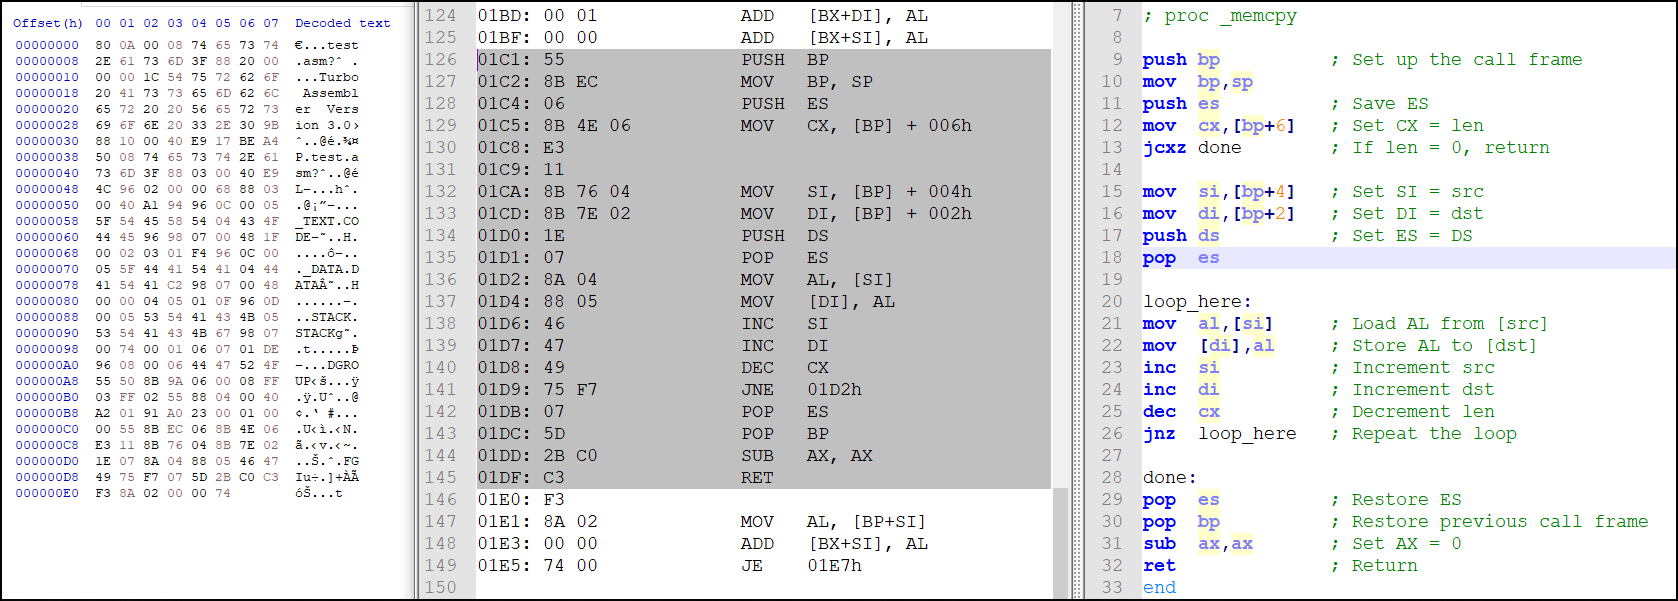 Offset(h) 00 01 02 03 04 05 06 07 Decoded text
00000000 80 0A 00 08 74 65 73 74 €...test
00000008 2E 61 73 6D 3F 88 20 00 .asm?ˆ .
00000010 00 00 1C 54 75 72 62 6F ...Turbo
00000018 20 41 73 73 65 6D 62 6C  Assembl
00000020 65 72 20 20 56 65 72 73 er  Vers
00000028 69 6F 6E 20 33 2E 30 9B ion 3.0›
00000030 88 10 00 40 E9 17 BE A4 ˆ..@é.¾¤
00000038 50 08 74 65 73 74 2E 61 P.test.a
00000040 73 6D 3F 88 03 00 40 E9 sm?ˆ..@é
00000048 4C 96 02 00 00 68 88 03 L–...hˆ.
00000050 00 40 A1 94 96 0C 00 05 .@¡”–...
00000058 5F 54 45 58 54 04 43 4F _TEXT.CO
00000060 44 45 96 98 07 00 48 1F DE–˜..H.
00000068 00 02 03 01 F4 96 0C 00 ....ô–..
00000070 05 5F 44 41 54 41 04 44 ._DATA.D
00000078 41 54 41 C2 98 07 00 48 ATAÂ˜..H
00000080 00 00 04 05 01 0F 96 0D ......–.
00000088 00 05 53 54 41 43 4B 05 ..STACK.
00000090 53 54 41 43 4B 67 98 07 STACKg˜.
00000098 00 74 00 01 06 07 01 DE .t.....Þ
000000A0 96 08 00 06 44 47 52 4F –...DGRO
000000A8 55 50 8B 9A 06 00 08 FF UP‹š...ÿ
000000B0 03 FF 02 55 88 04 00 40 .ÿ.Uˆ..@
000000B8 A2 01 91 A0 23 00 01 00 ¢.‘ #...
000000C0 00 55 8B EC 06 8B 4E 06 .U‹ì.‹N.
000000C8 E3 11 8B 76 04 8B 7E 02 ã.‹v.‹~.
000000D0 1E 07 8A 04 88 05 46 47 ..Š.ˆ.FG
000000D8 49 75 F7 07 5D 2B C0 C3 Iu÷.]+ÀÃ
000000E0 F3 8A 02 00 00 74 óŠ...t
124 01BD: 00 01 ADD [BX+DI], AL
125 01BF: 00 00 ADD [BX+SI], AL
126 01C1: 55 PUSH BP
127 01C2: 8B EC MOV BP, SP
128 01C4: 06 PUSH ES
129 01C5: 8B 4E 06 MOV CX, [BP] + 006h
130 01C8: E3
131 01C9: 11
132 01CA: 8B 76 04 MOV SI, [BP] + 004h
133 01CD: 8B 7E 02 MOV DI, [BP] + 002h
134 01D0: 1E PUSH DS
135 01D1: 07 POP ES
136 01D2: 8A 04 MOV AL, [SI]
137 01D4: 88 05 MOV [DI], AL
138 01D6: 46 INC SI
139 01D7: 47 INC DI
140 01D8: 49 DEC CX
141 01D9: 75 F7 JNE 01D2h
142 01DB: 07 POP ES
143 01DC: 5D POP BP
144 01DD: 2B C0 SUB AX, AX
145 01DF: C3 RET
146 01E0: F3
147 01E1: 8A 02 MOV AL, [BP+SI]
148 01E3: 00 00 ADD [BX+SI], AL
149 01E5: 74 00 JE 01E7h
150
7 ; proc _memcpy
8
9 push bp ; Set up the call frame
10 mov bp,sp
11 push es ; Save ES
12 mov cx,[bp+6] ; Set CX = len
13 jcxz done ; If len = 0, return
14
15 mov si,[bp+4] ; Set SI = src
16 mov di,[bp+2] ; Set DI = dst
17 push ds ; Set ES = DS
18 pop es
19
20 loop_here:
21 mov al,[si] ; Load AL from [src]
22 mov [di],al ; Store AL to [dst]
23 inc si ; Increment src
24 inc di ; Increment dst
25 dec cx ; Decrement len
26 jnz loop_here ; Repeat the loop
27
28 done:
29 pop es ; Restore ES
30 pop bp ; Restore previous call frame
31 sub ax,ax ; Set AX = 0
32 ret ; Return
33 end